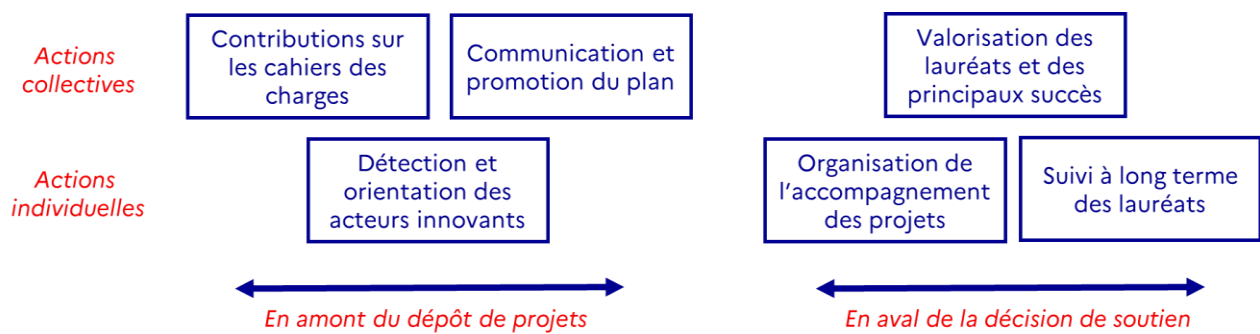 Actions
collectives
Contributions sur
les cahiers des
charges
Communication et
promotion du plan
Valorisation des
lauréats et des
principaux succès
Actions
individuelles
Détection et
orientation des
acteurs innovants
Organisation de
l'accompagnement
des projets
Suivi à long terme
des lauréats
En amont du dépôt de projets
En aval de la décision de soutien